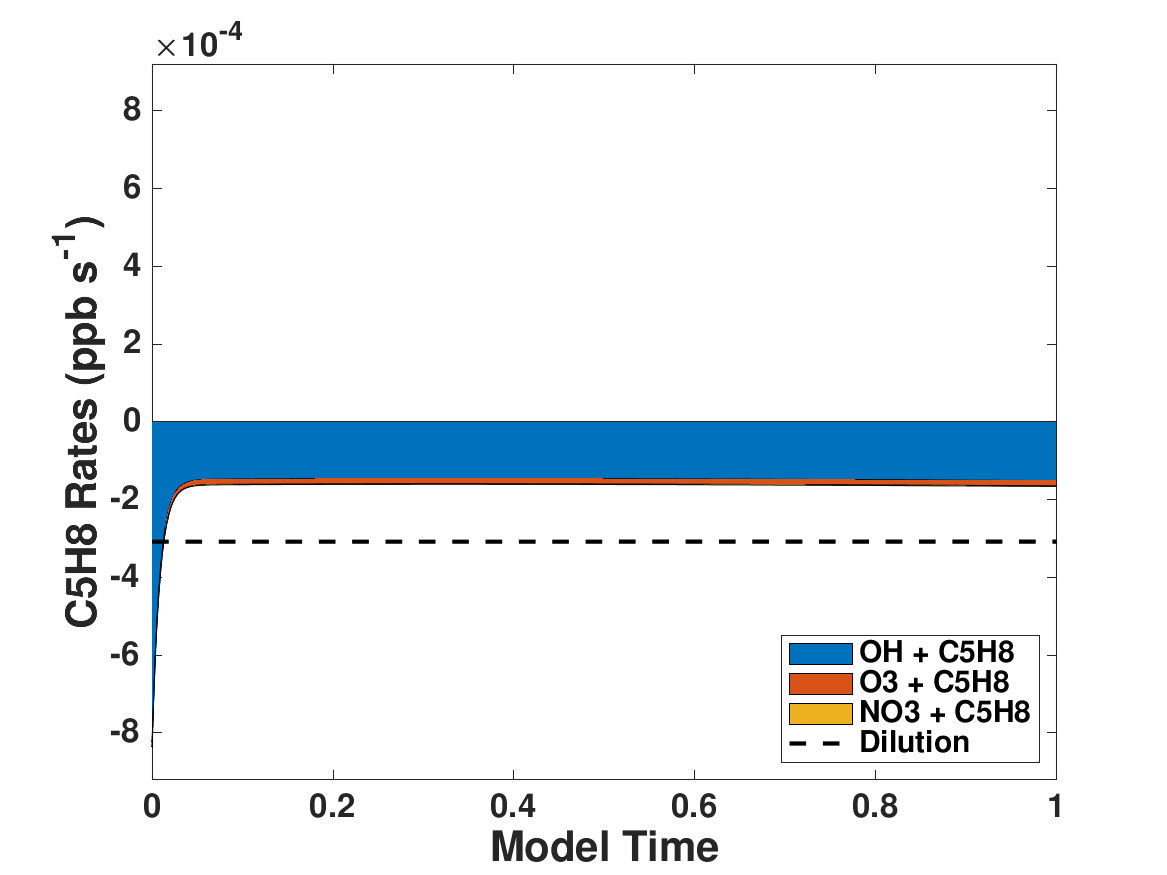 ×10-4
8
6
4
2
0
-2
-4
-6
-8
C5H8 Rates (ppb s-1)
OH + C5H8
O3 + C5H8
NO3 + C5H8
Dilution
0 0.2 0.4 0.6 0.8 1
Model Time